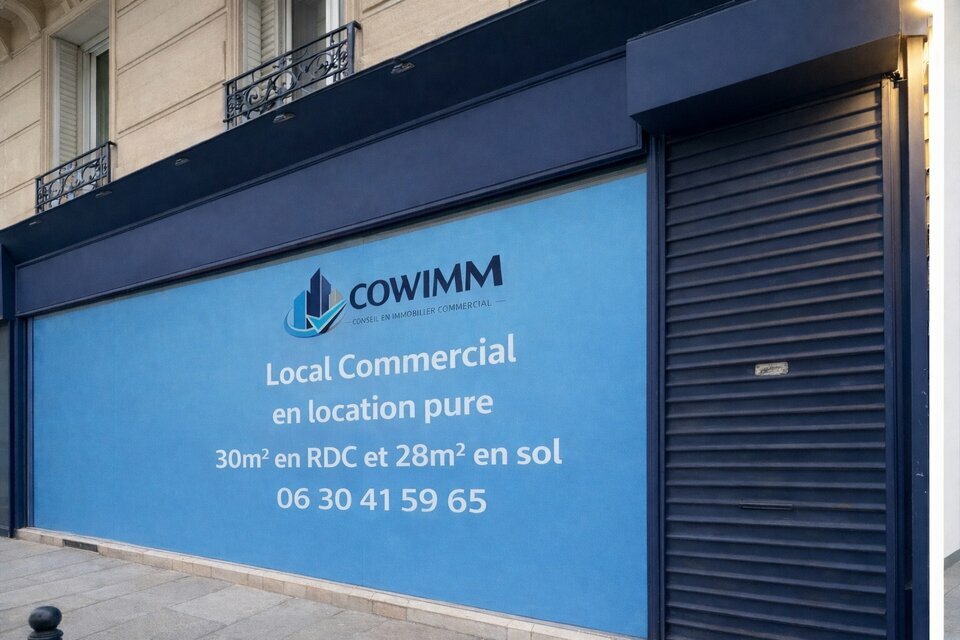 COWIMM
CONSEIL EN IMMOBILIER COMMERCIAL
Local Commercial
en location pure
30m² en RDC et 28m² en sol
06 30 41 59 65